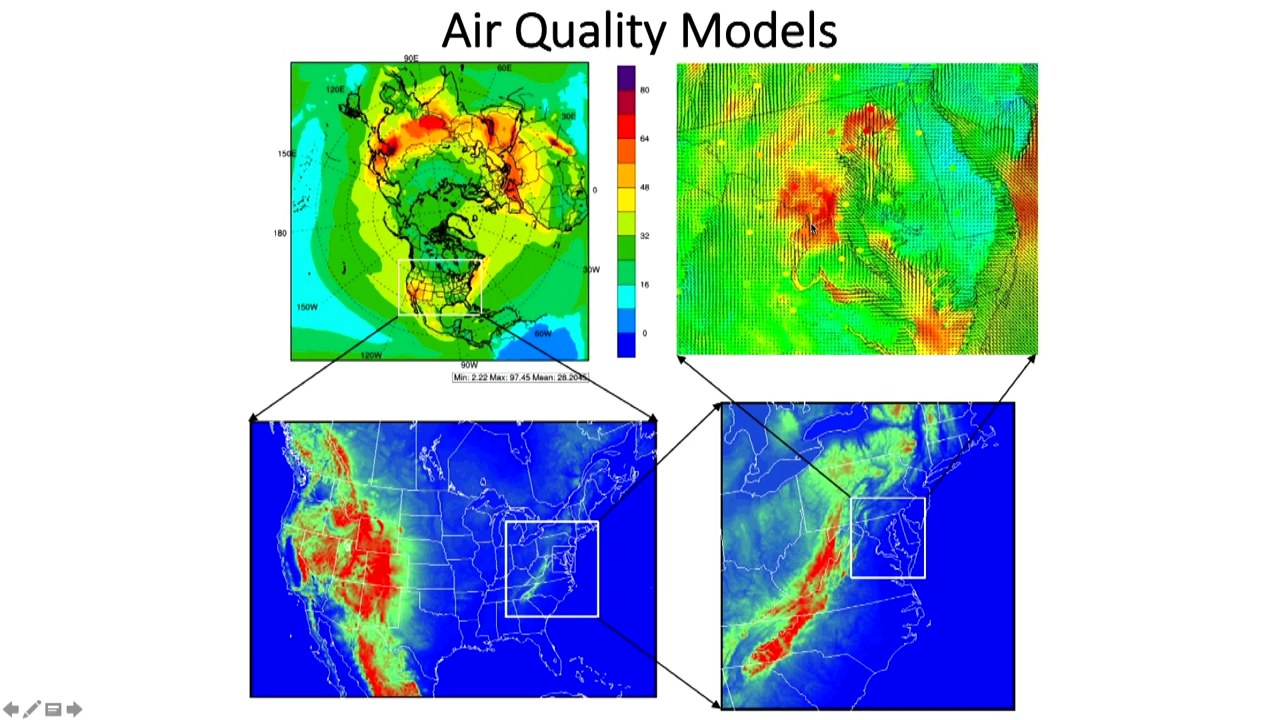 Air Quality Models
90E
60E
120E
30E
150E
0
180
30W
150W
60W
120W
90W
80
64
48
32
16
0
Min: 2.22 Max: 97.45 Mean: 28.2045